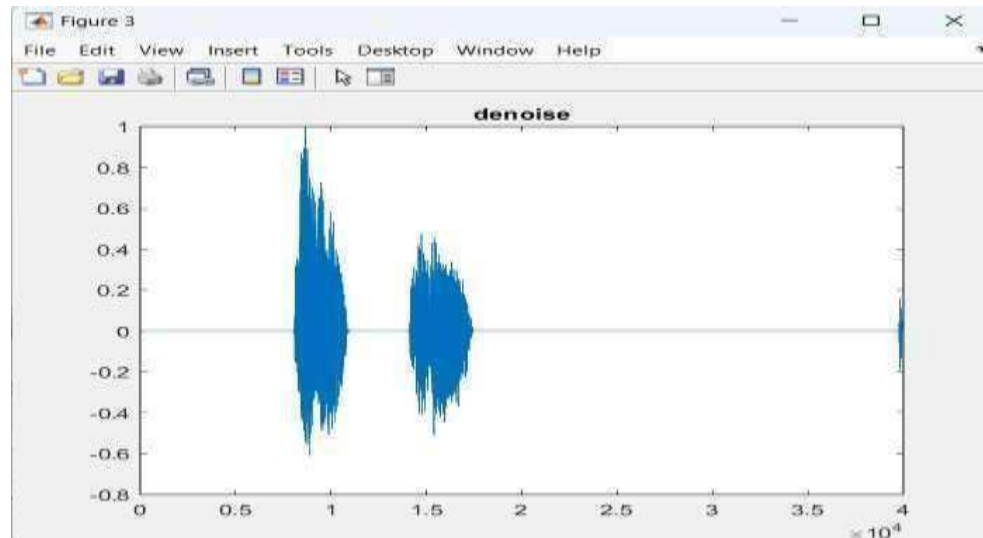 Figure 3
File Edit View Insert Tools Desktop Window Help
denoise
1
0.8
0.6
0.4
0.2
0
-0.2
-0.4
-0.6
-0.8
0 0.5 1 1.5 2 2.5 3 3.5 4
× 10⁴